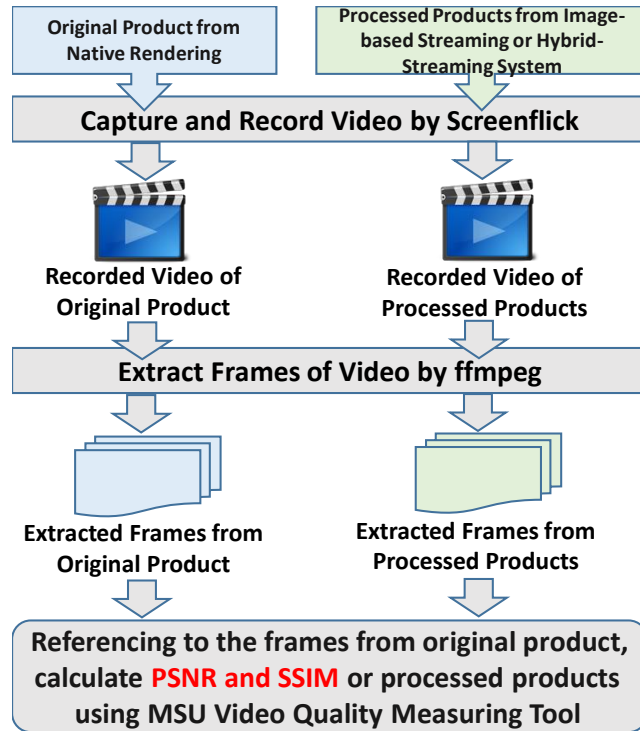 Original Product from
Native Rendering
Processed Products from Image-
based Streaming or Hybrid-
Streaming System
Capture and Record Video by Screenflick
Recorded Video of
Original Product
Recorded Video of
Processed Products
Extract Frames of Video by ffmpeg
Extracted Frames from
Original Product
Extracted Frames from
Processed Products
Referencing to the frames from original product,
calculate PSNR and SSIM or processed products
using MSU Video Quality Measuring Tool